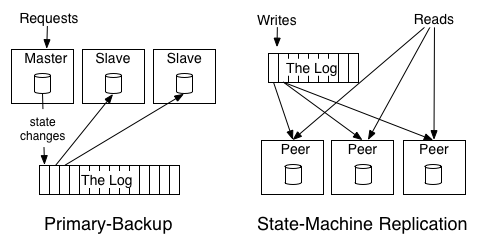 Requests
Master
Slave
Slave
state
changes
The Log
Primary-Backup
Writes
Reads
The Log
Peer
Peer
Peer
State-Machine Replication